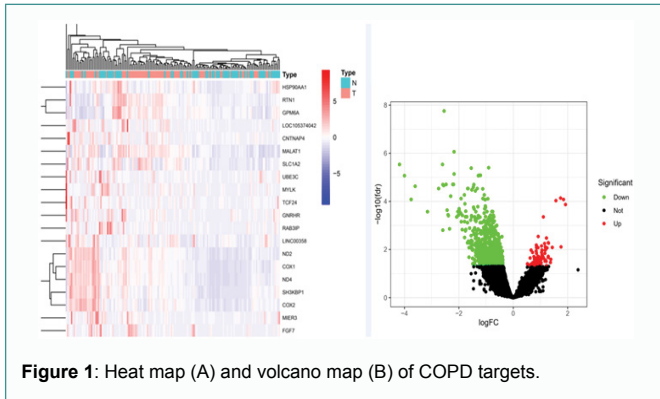 Type
Type
N
T
HSP90AA1
RTN1
GPM6A
LOC105374042
CNTNAP4
MALAT1
SLC1A2
UBE3C
MYLK
TCF24
GNRHR
RAB3IP
LINC00358
ND2
COX1
ND4
SH3KBP1
COX2
MIER3
FGF7
5
0
−5
8
6
4
2
0
−log10(fdr)
−4
−2
0
2
logFC
Significant
Down
Not
Up
Figure 1: Heat map (A) and volcano map (B) of COPD targets.